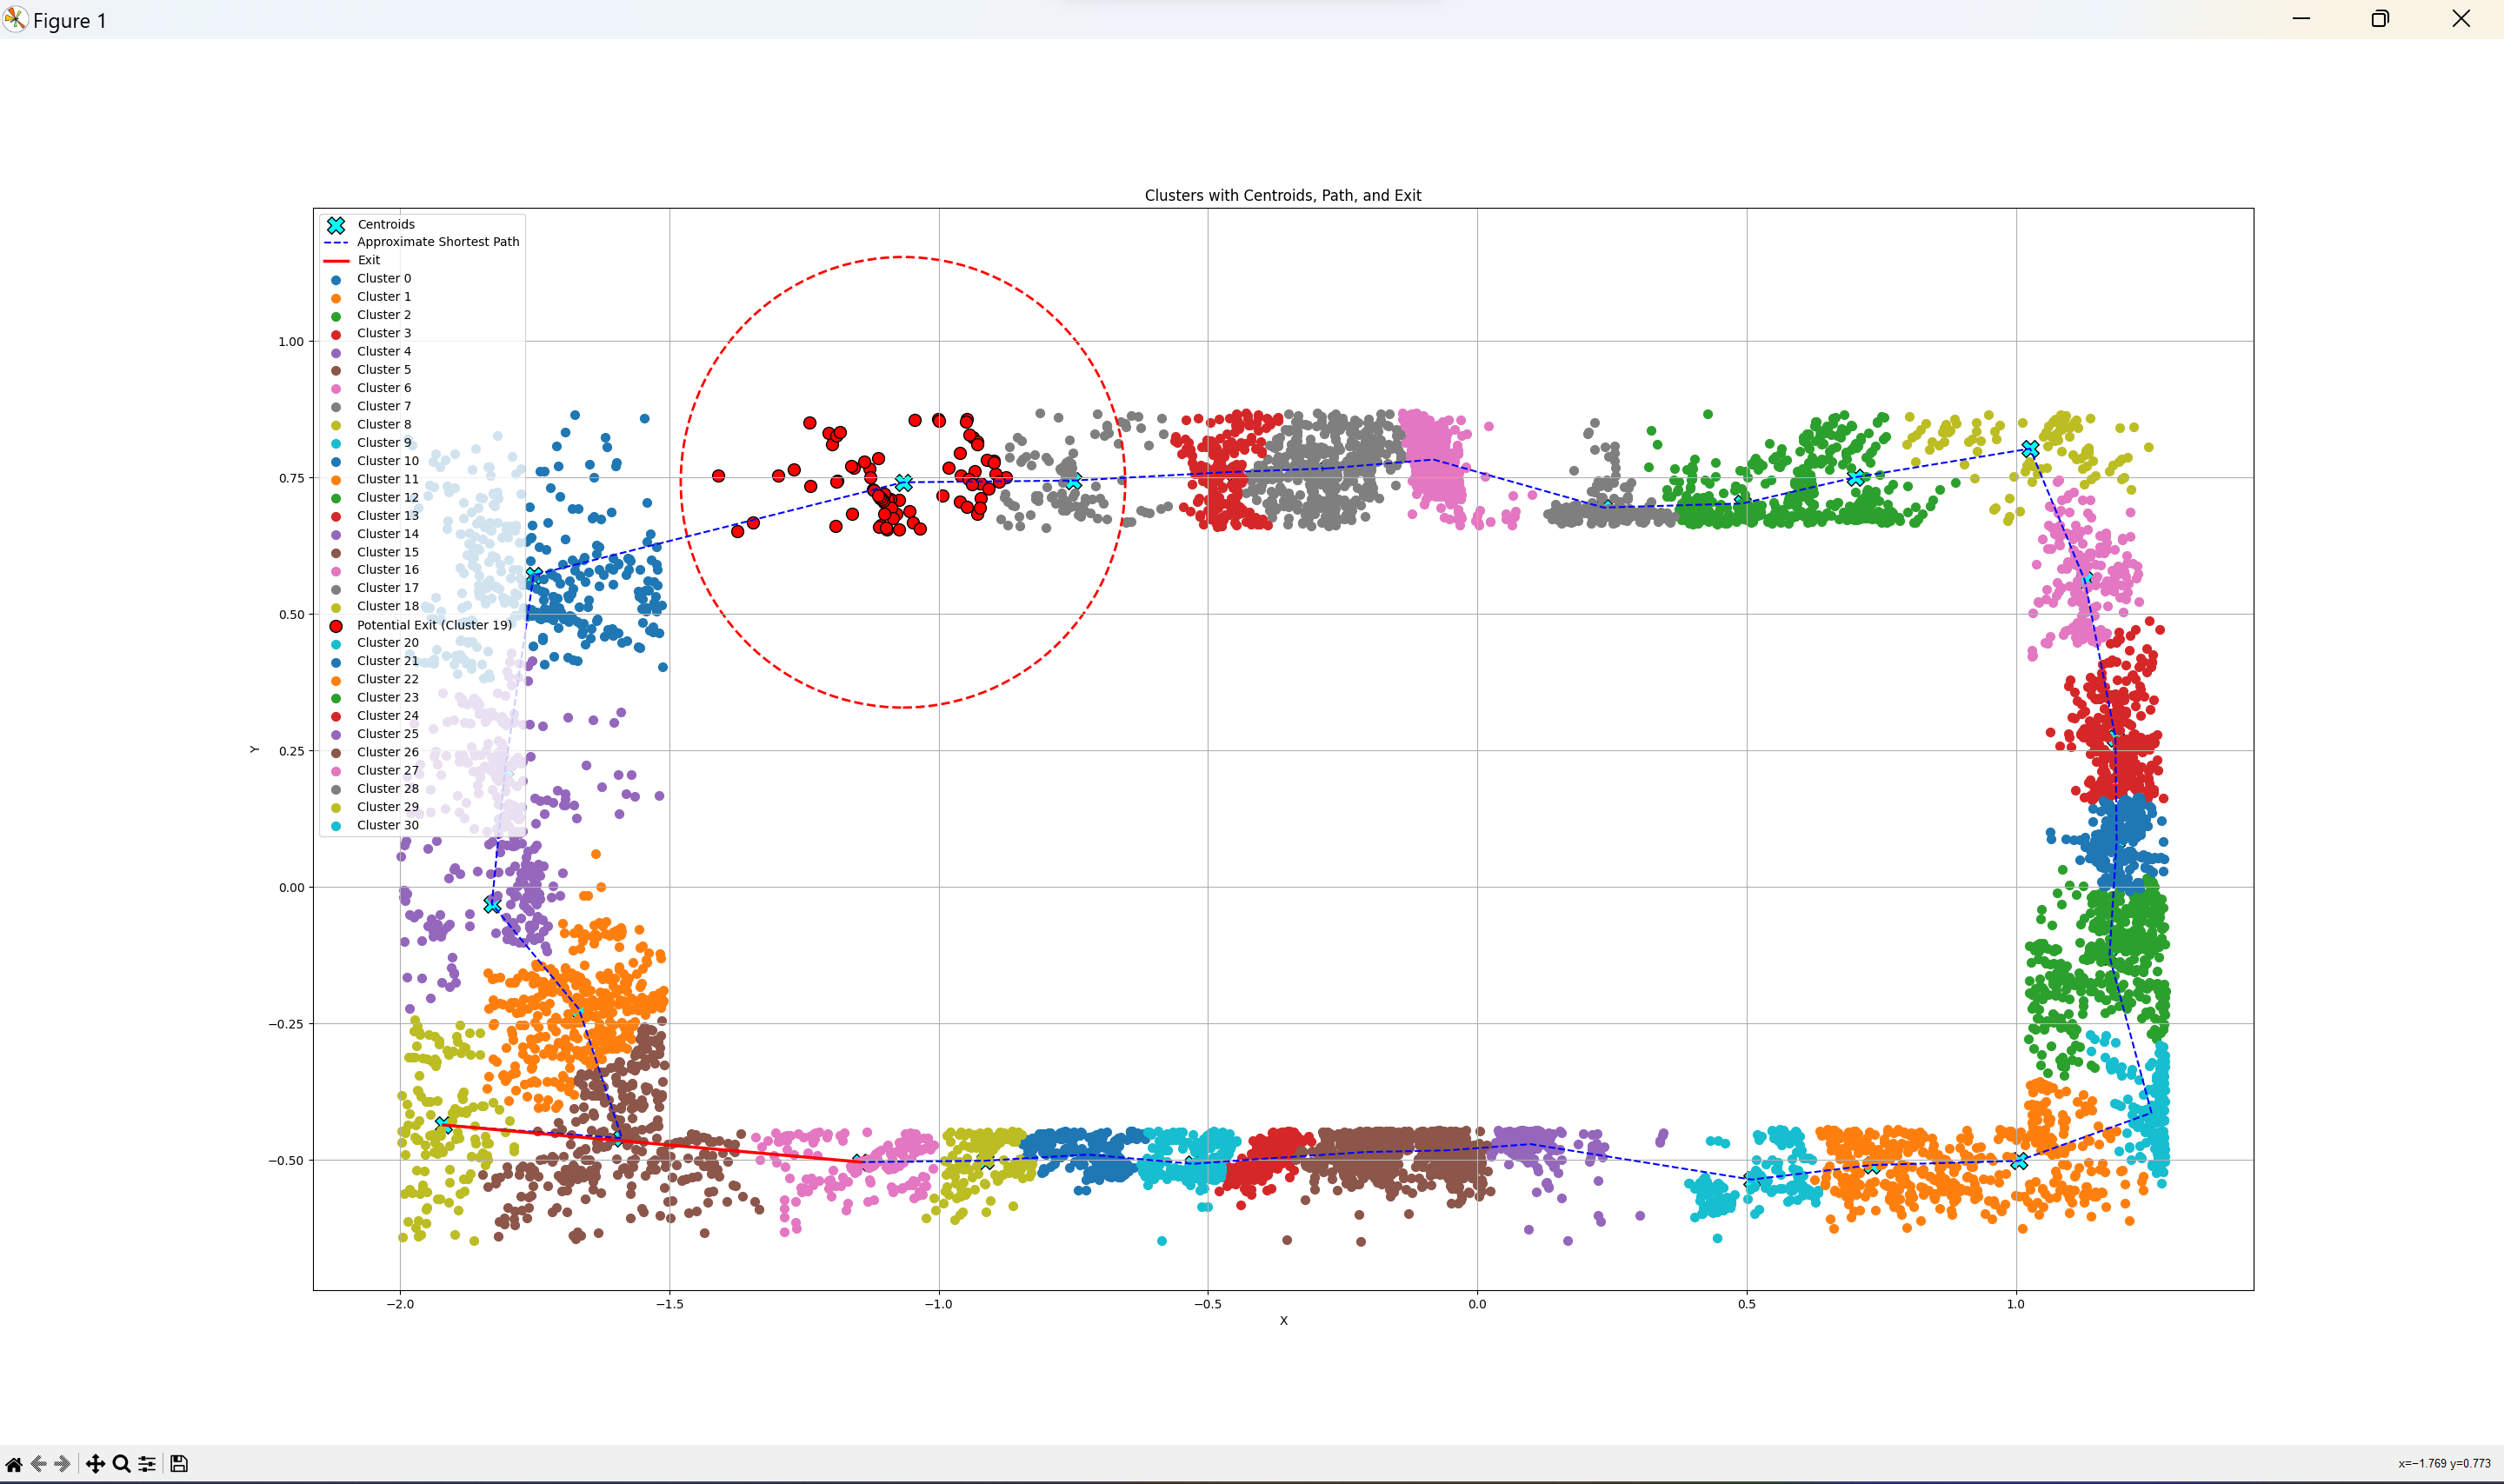 Figure 1
Clusters with Centroids, Path, and Exit
Centroids
Approximate Shortest Path
Exit
Cluster 0
Cluster 1
Cluster 2
Cluster 3
Cluster 4
Cluster 5
Cluster 6
Cluster 7
Cluster 8
Cluster 9
Cluster 10
Cluster 11
Cluster 12
Cluster 13
Cluster 14
Cluster 15
Cluster 16
Cluster 17
Cluster 18
Potential Exit (Cluster 19)
Cluster 20
Cluster 21
Cluster 22
Cluster 23
Cluster 24
Cluster 25
Cluster 26
Cluster 27
Cluster 28
Cluster 29
Cluster 30
1.00
0.75
0.50
0.25
0.00
−0.25
−0.50
Y
−2.0
−1.5
−1.0
−0.5
0.0
0.5
1.0
X
x=−1.769 y=0.773